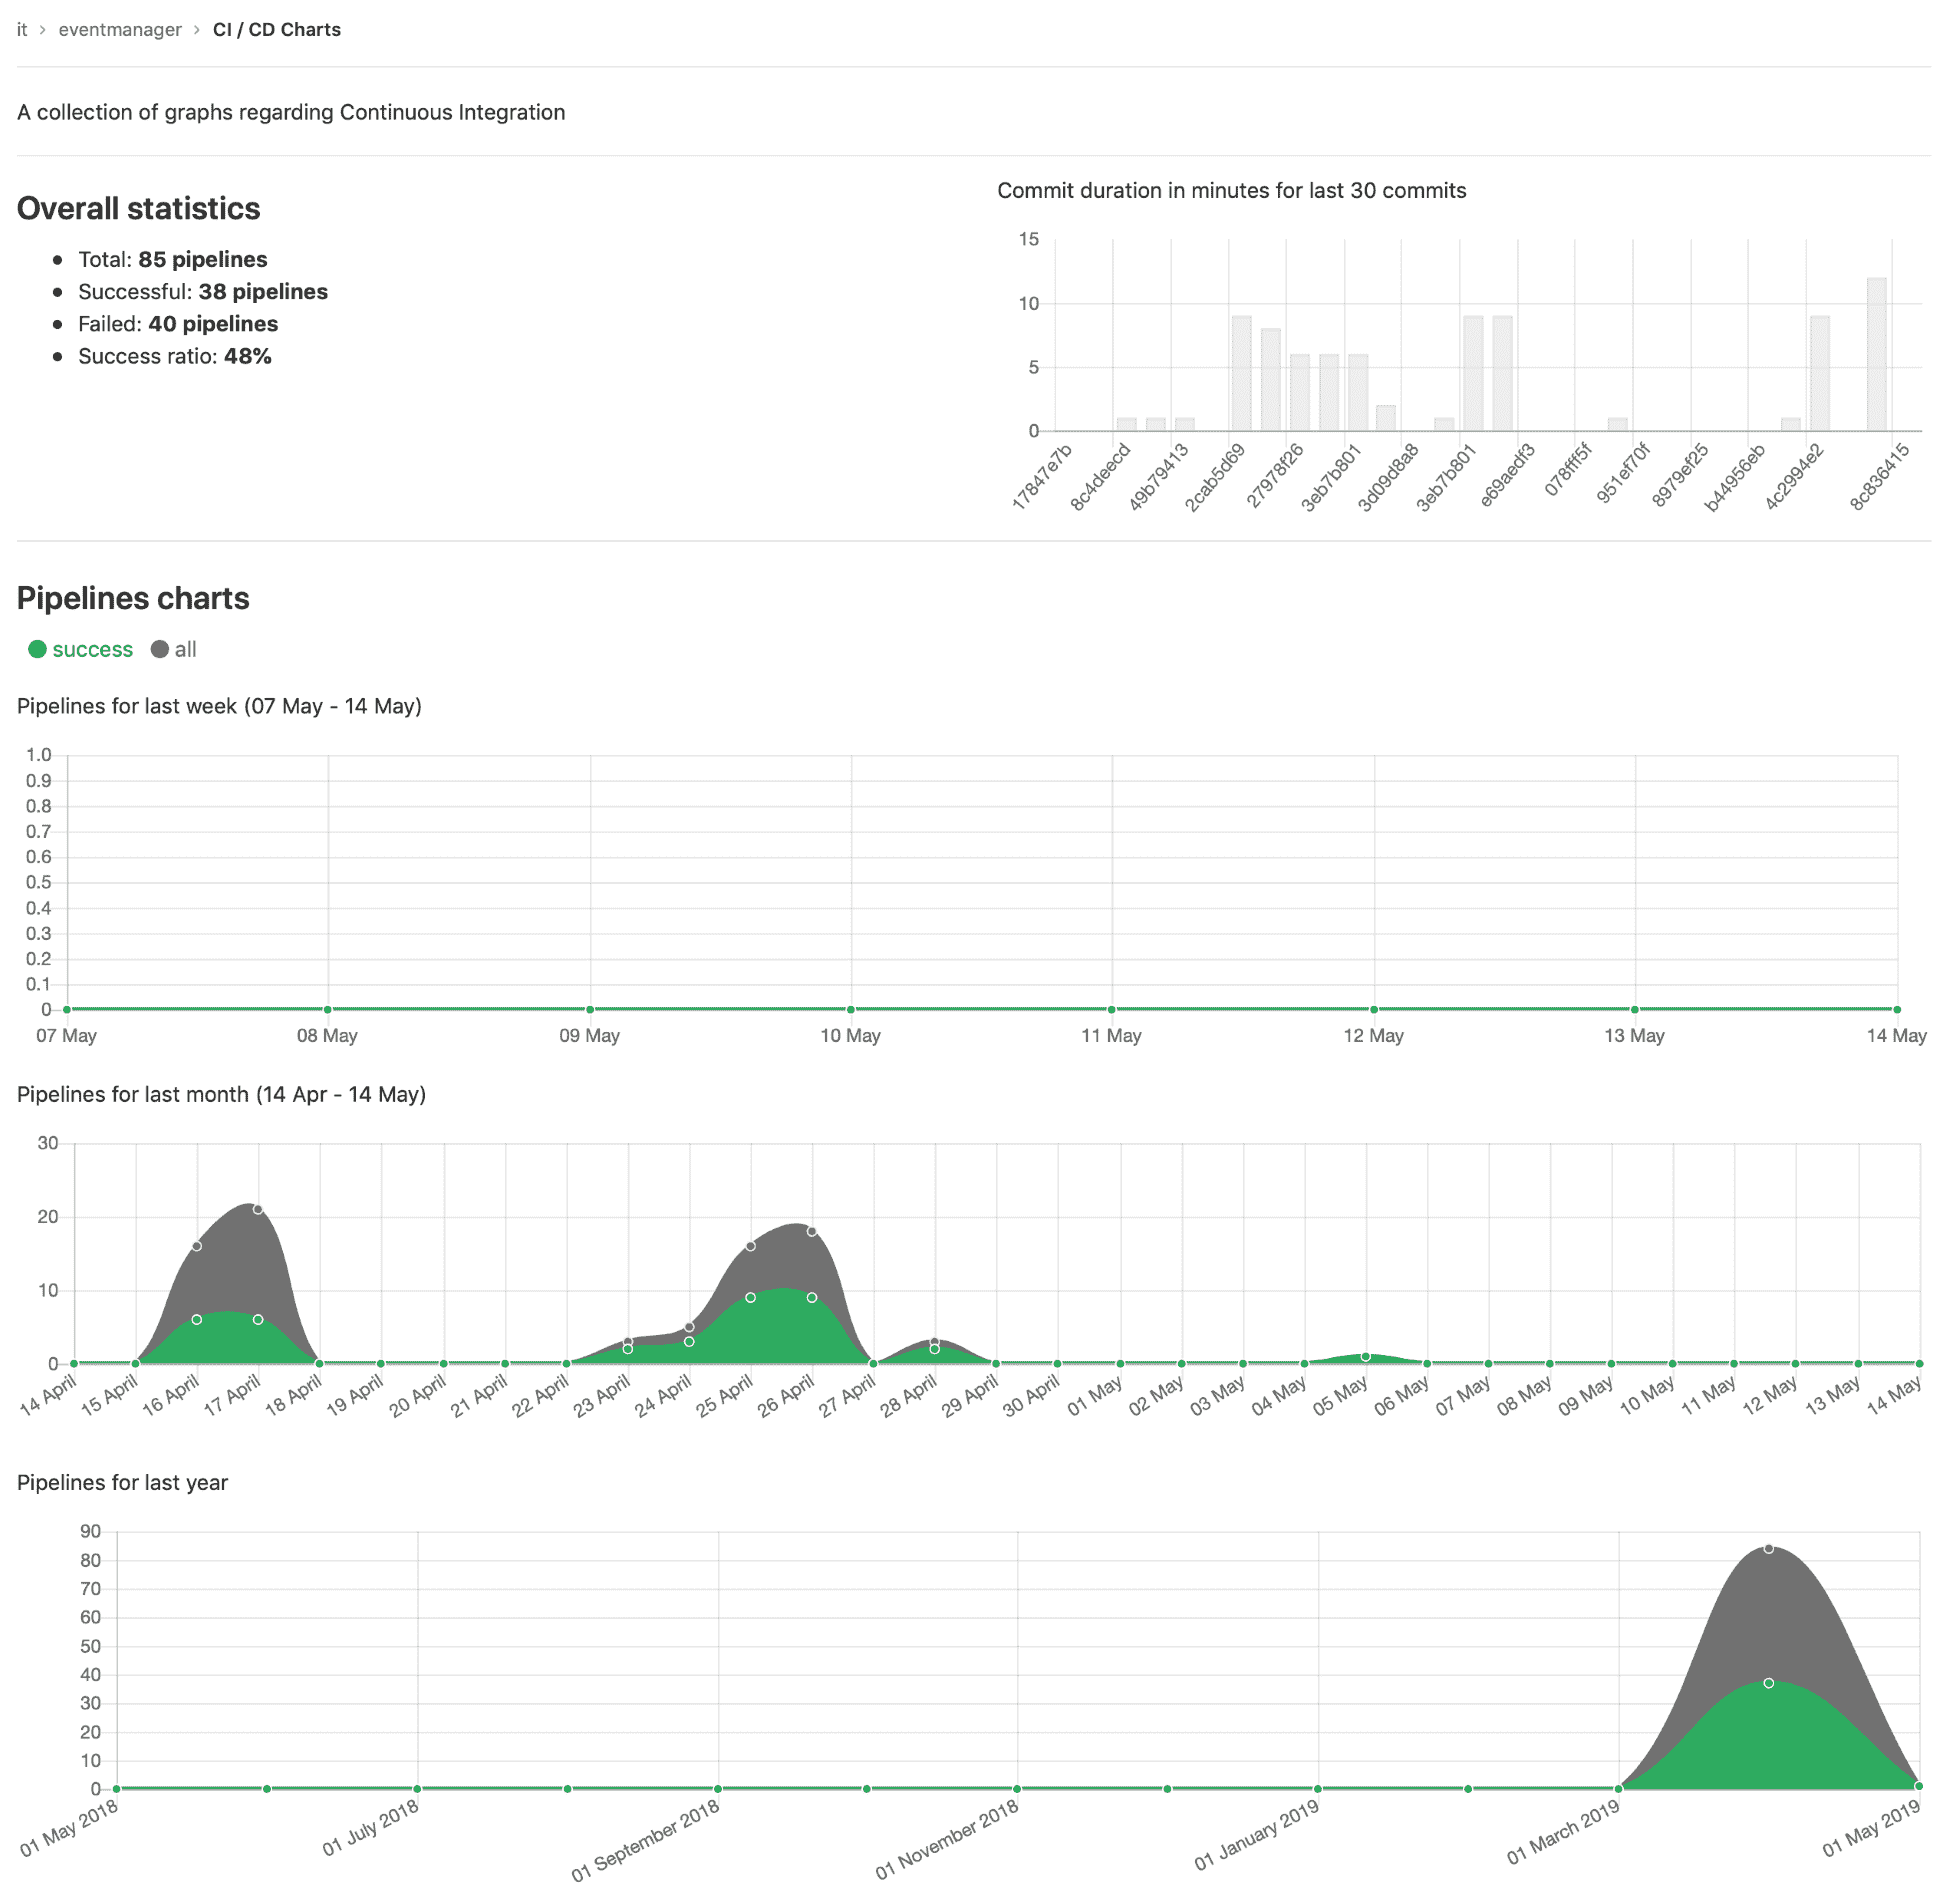 it › eventmanager › CI / CD Charts
A collection of graphs regarding Continuous Integration
Overall statistics
• Total: 85 pipelines
• Successful: 38 pipelines
• Failed: 40 pipelines
• Success ratio: 48%
Commit duration in minutes for last 30 commits
15
10
5
0
17847e7b 8c4deecd 49b79413 2cab5d69 27978f26 3eb7b801 3d09d8a8 3eb7b801 e69aedf3 078fff5f 951ef70f 8979ef25 b44956eb 4c2994e2 8c836415
Pipelines charts
success all
Pipelines for last week (07 May - 14 May)
1.0
0.9
0.8
0.7
0.6
0.5
0.4
0.3
0.2
0.1
0
07 May 08 May 09 May 10 May 11 May 12 May 13 May 14 May
Pipelines for last month (14 Apr - 14 May)
30
20
10
0
14 April 15 April 16 April 17 April 18 April 19 April 20 April 21 April 22 April 23 April 24 April 25 April 26 April 27 April 28 April 29 April 30 April 01 May 02 May 03 May 04 May 05 May 06 May 07 May 08 May 09 May 10 May 11 May 12 May 13 May 14 May
Pipelines for last year
90
80
70
60
50
40
30
20
10
0
01 May 2018 01 July 2018 01 September 2018 01 November 2018 01 January 2019 01 March 2019 01 May 2019